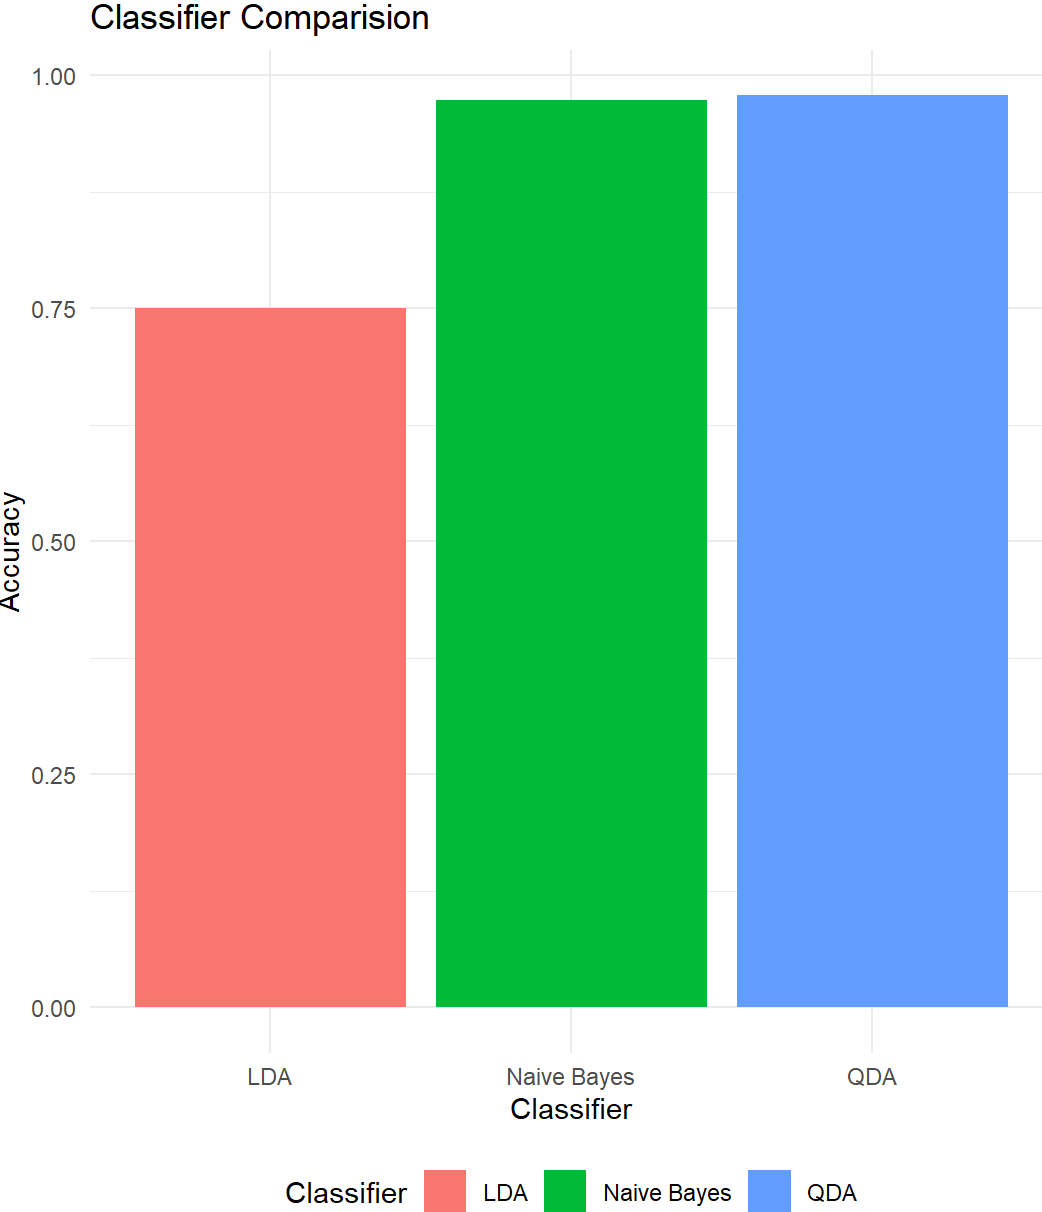 Classifier Comparision
1.00
0.75
0.50
0.25
0.00
Accuracy
LDA Naive Bayes QDA
Classifier
Classifier LDA Naive Bayes QDA